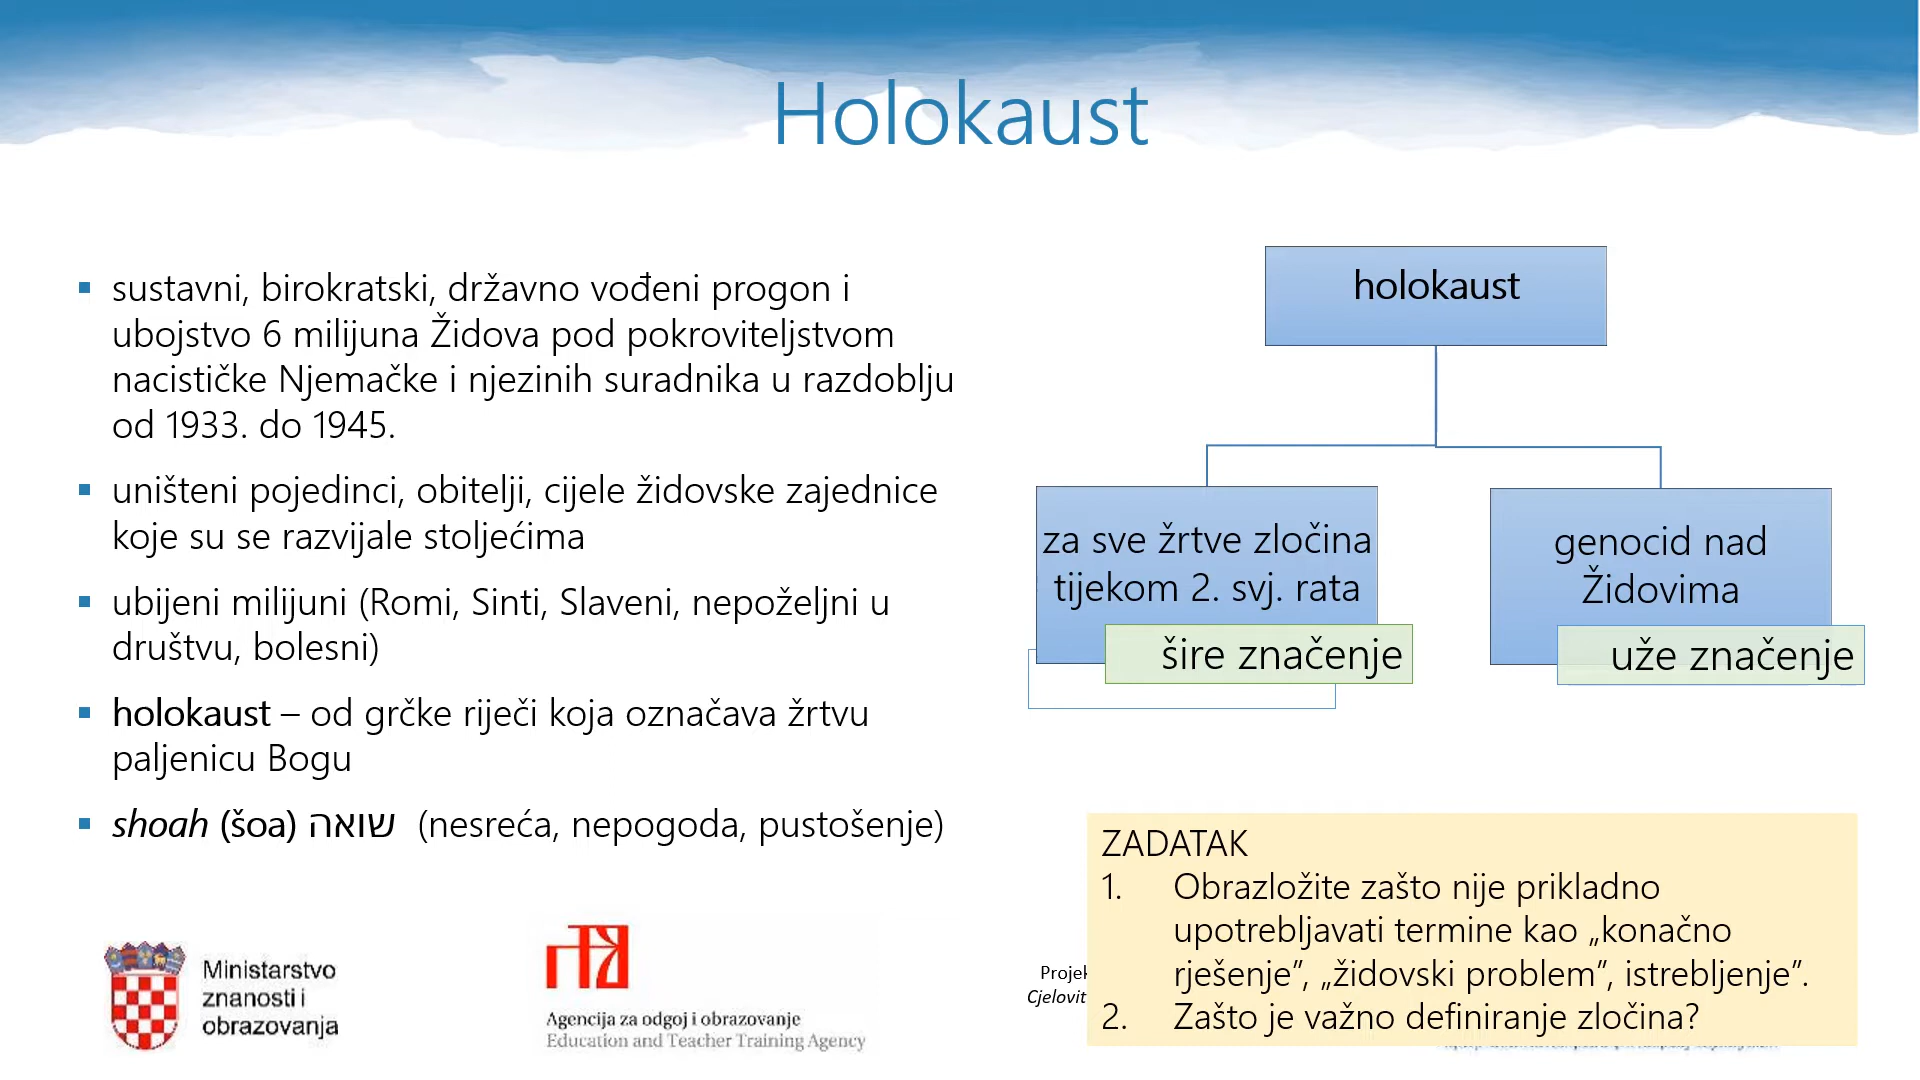 Holokaust
sustavni, birokratski, državno vođeni progon i
ubojstvo 6 milijuna Židova pod pokroviteljstvom
nacističke Njemačke i njezinih suradnika u razdoblju
od 1933. do 1945.
uništeni pojedinci, obitelji, cijele židovske zajednice
koje su se razvijale stoljećima
ubijeni milijuni (Romi, Sinti, Slaveni, nepoželjni u
društvu, bolesni)
holokaust – od grčke riječi koja označava žrtvu
paljenicu Bogu
shoah (šoa) שואה (nesreća, nepogoda, pustošenje)
holokaust
za sve žrtve zločina
tijekom 2. svj. rata
šire značenje
genocid nad
Židovima
uže značenje
ZADATAK
1. Obrazložite zašto nije prikladno
upotrebljavati termine kao „konačno
rješenje”, „židovski problem”, istrebljenje”.
2. Zašto je važno definiranje zločina?
Ministarstvo
znanosti i
obrazovanja
Agencija za odgoj i obrazovanje
Education and Teacher Training Agency